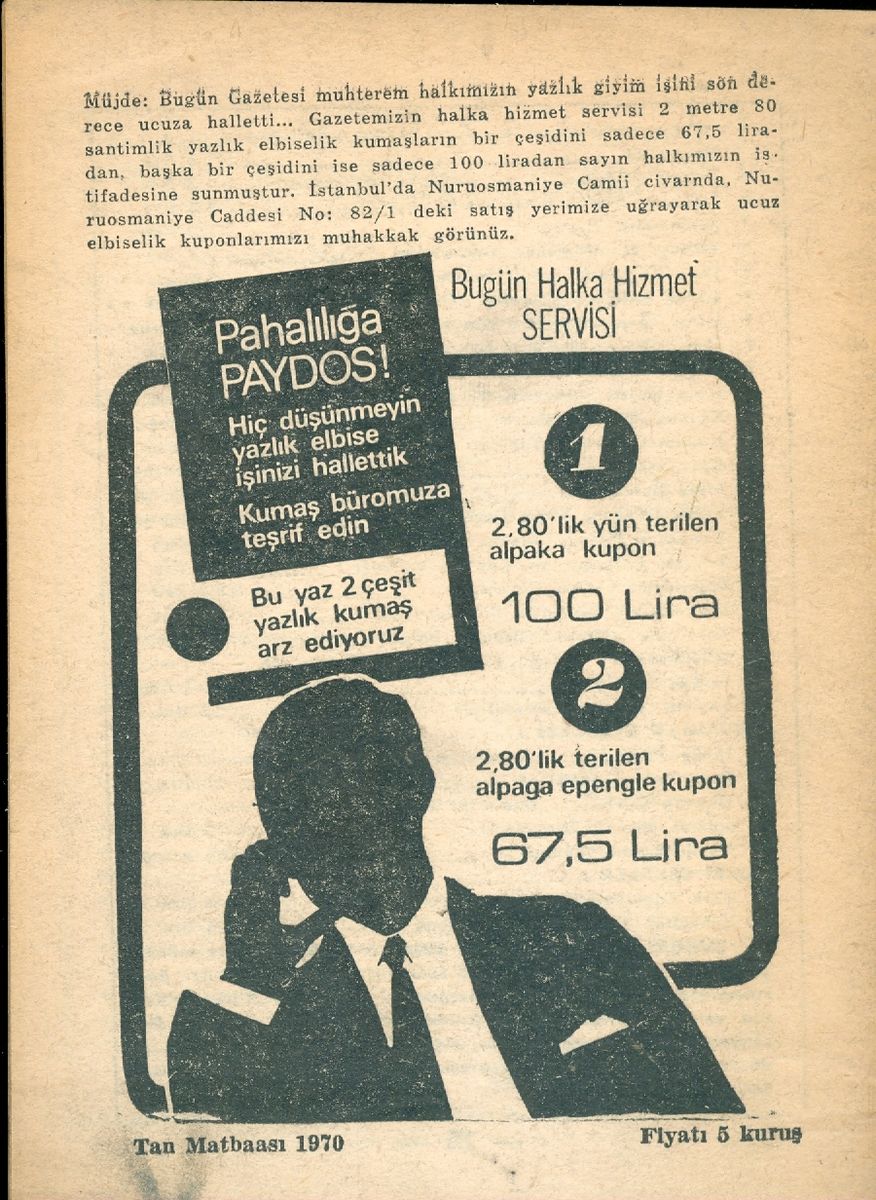 Müjde: Bugün Gazetesi muhterem halkımızın yazlık giyim işini son de-
rece ucuza halletti... Gazetemizin halka hizmet servisi 2 metre 80
santimlik yazlık elbiselik kumaşların bir çeşidini sadece 67,5 lira-
dan, başka bir çeşidini ise sadece 100 liradan sayın halkımızın is-
tifadesine sunmuştur. İstanbul'da Nuruosmaniye Camii civarnda, Nu-
ruosmaniye Caddesi No: 82/1 deki satış yerimize uğrayarak ucuz
elbiselik kuponlarımızı muhakkak görünüz.
Bugün Halka Hizmet
SERVİSİ
Pahalılığa
PAYDOS!
Hiç düşünmeyin
yazlık elbise
işinizi hallettik
Kumaş büromuza
teşrif edin
Bu yaz 2 çeşit
yazlık kumaş
arz ediyoruz
1
2,80'lik yün terilen
alpaka kupon
100 Lira
2
2,80'lik terilen
alpaga epengle kupon
67,5 Lira
Tan Matbaası 1970
Fiyatı 5 kuruş